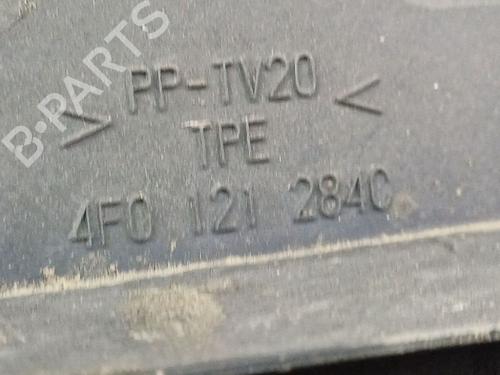 B-PARTS
> PP-TV20 <
TPE
4F0 121 284C